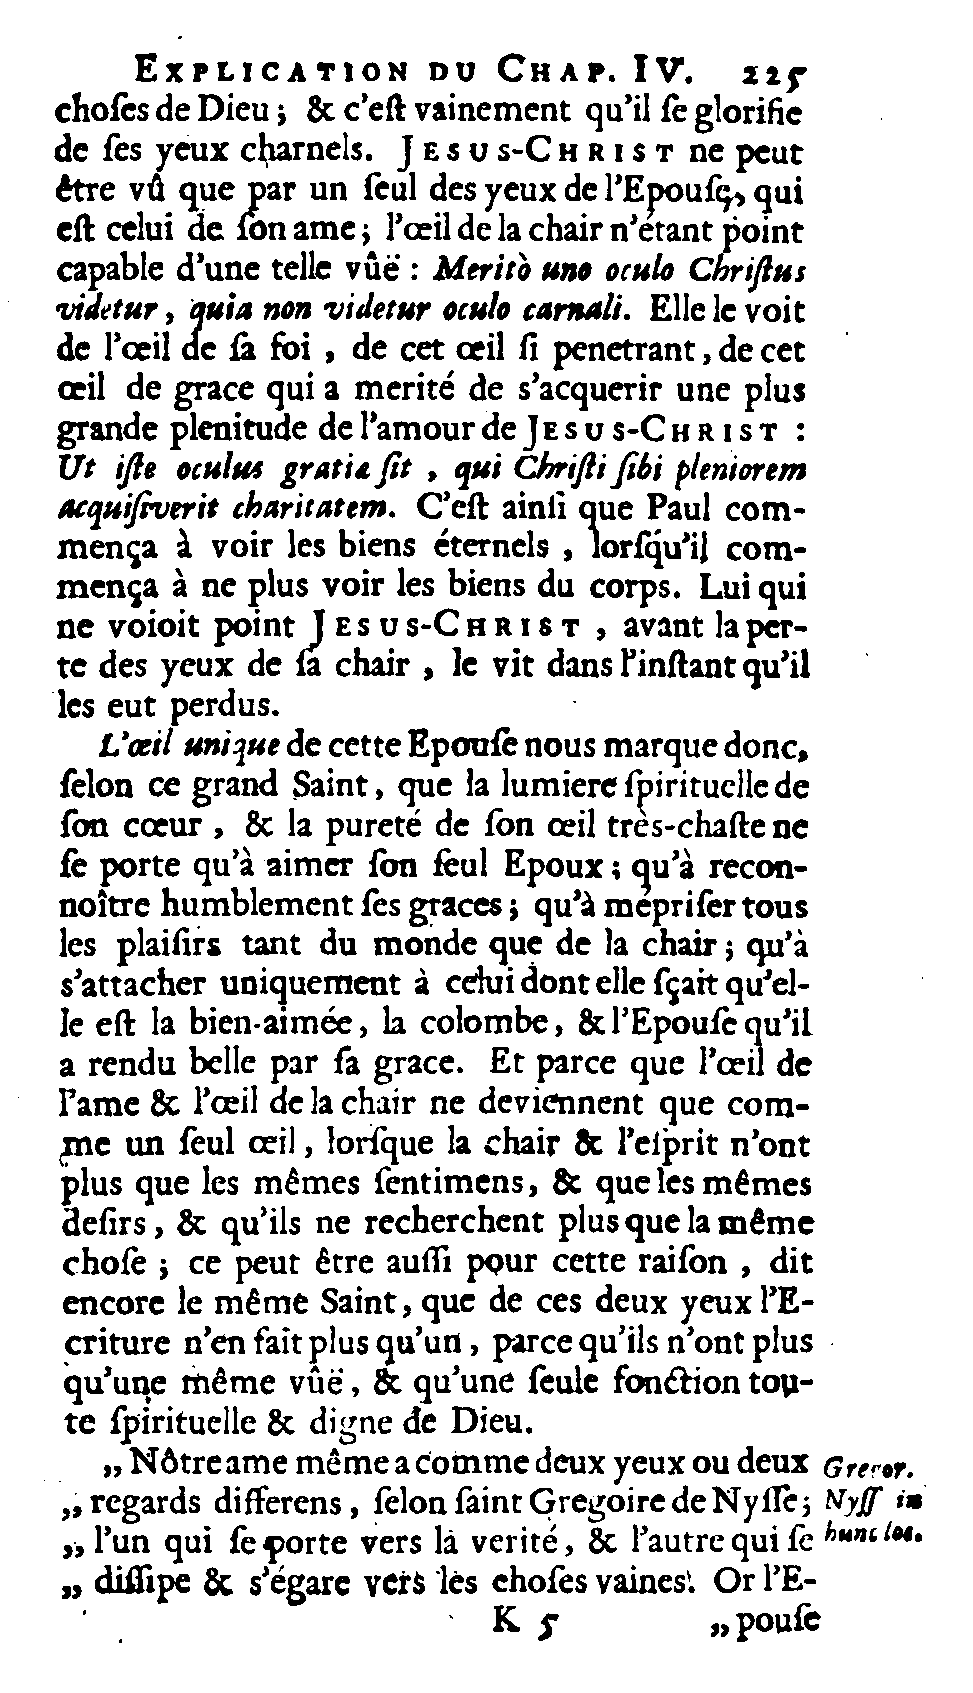 EXPLICATION DU CHAP. IV. 225
choſes de Dieu ; & c'eſt vainement qu'il ſe glorifie
de ſes yeux charnels. JESUS-CHRIST ne peut
être vû que par un ſeul des yeux de l'Epouſe, qui
eſt celui de ſon ame ; l'œil de la chair n'étant point
capable d'une telle vûë : Meritò uno oculo Chriſtus
videtur, quia non videtur oculo carnali. Elle le voit
de l'œil de ſa foi , de cet œil ſi penetrant, de cet
œil de grace qui a merité de s'acquerir une plus
grande plenitude de l'amour de JESUS-CHRIST :
Ut iſte oculus gratiæ ſit , qui Chriſti ſibi pleniorem
acquiſiverit charitatem. C'eſt ainſi que Paul com-
mença à voir les biens éternels , lorſqu'il com-
mença à ne plus voir les biens du corps. Lui qui
ne voioit point JESUS-CHRIST , avant la per-
te des yeux de ſa chair , le vit dans l'inſtant qu'il
les eut perdus.
L'œil unique de cette Epouſe nous marque donc,
ſelon ce grand Saint, que la lumiere ſpirituelle de
ſon cœur , & la pureté de ſon œil très-chaſte ne
ſe porte qu'à aimer ſon ſeul Epoux ; qu'à recon-
noître humblement ſes graces ; qu'à mépriſer tous
les plaiſirs tant du monde que de la chair ; qu'à
s'attacher uniquement à celui dont elle ſçait qu'el-
le eſt la bien-aimée, la colombe, & l'Epouſe qu'il
a rendu belle par ſa grace. Et parce que l'œil de
l'ame & l'œil de la chair ne deviennent que com-
me un ſeul œil, lorſque la chair & l'eſprit n'ont
plus que les mêmes ſentimens, & que les mêmes
deſirs, & qu'ils ne recherchent plus que la même
choſe ; ce peut être auſſi pour cette raiſon , dit
encore le même Saint, que de ces deux yeux l'E-
criture n'en fait plus qu'un, parce qu'ils n'ont plus
qu'une même vûë, & qu'une ſeule fonction tou-
te ſpirituelle & digne de Dieu.
„ Nôtre ame même a comme deux yeux ou deux Gregor.
„ regards differens, ſelon ſaint Gregoire de Nyſſe ; Nyſſ in
„ l'un qui ſe porte vers la verité, & l'autre qui ſe hunc loc.
„ diſſipe & s'égare vers les choſes vaines. Or l'E-
K 5 „ pouſe